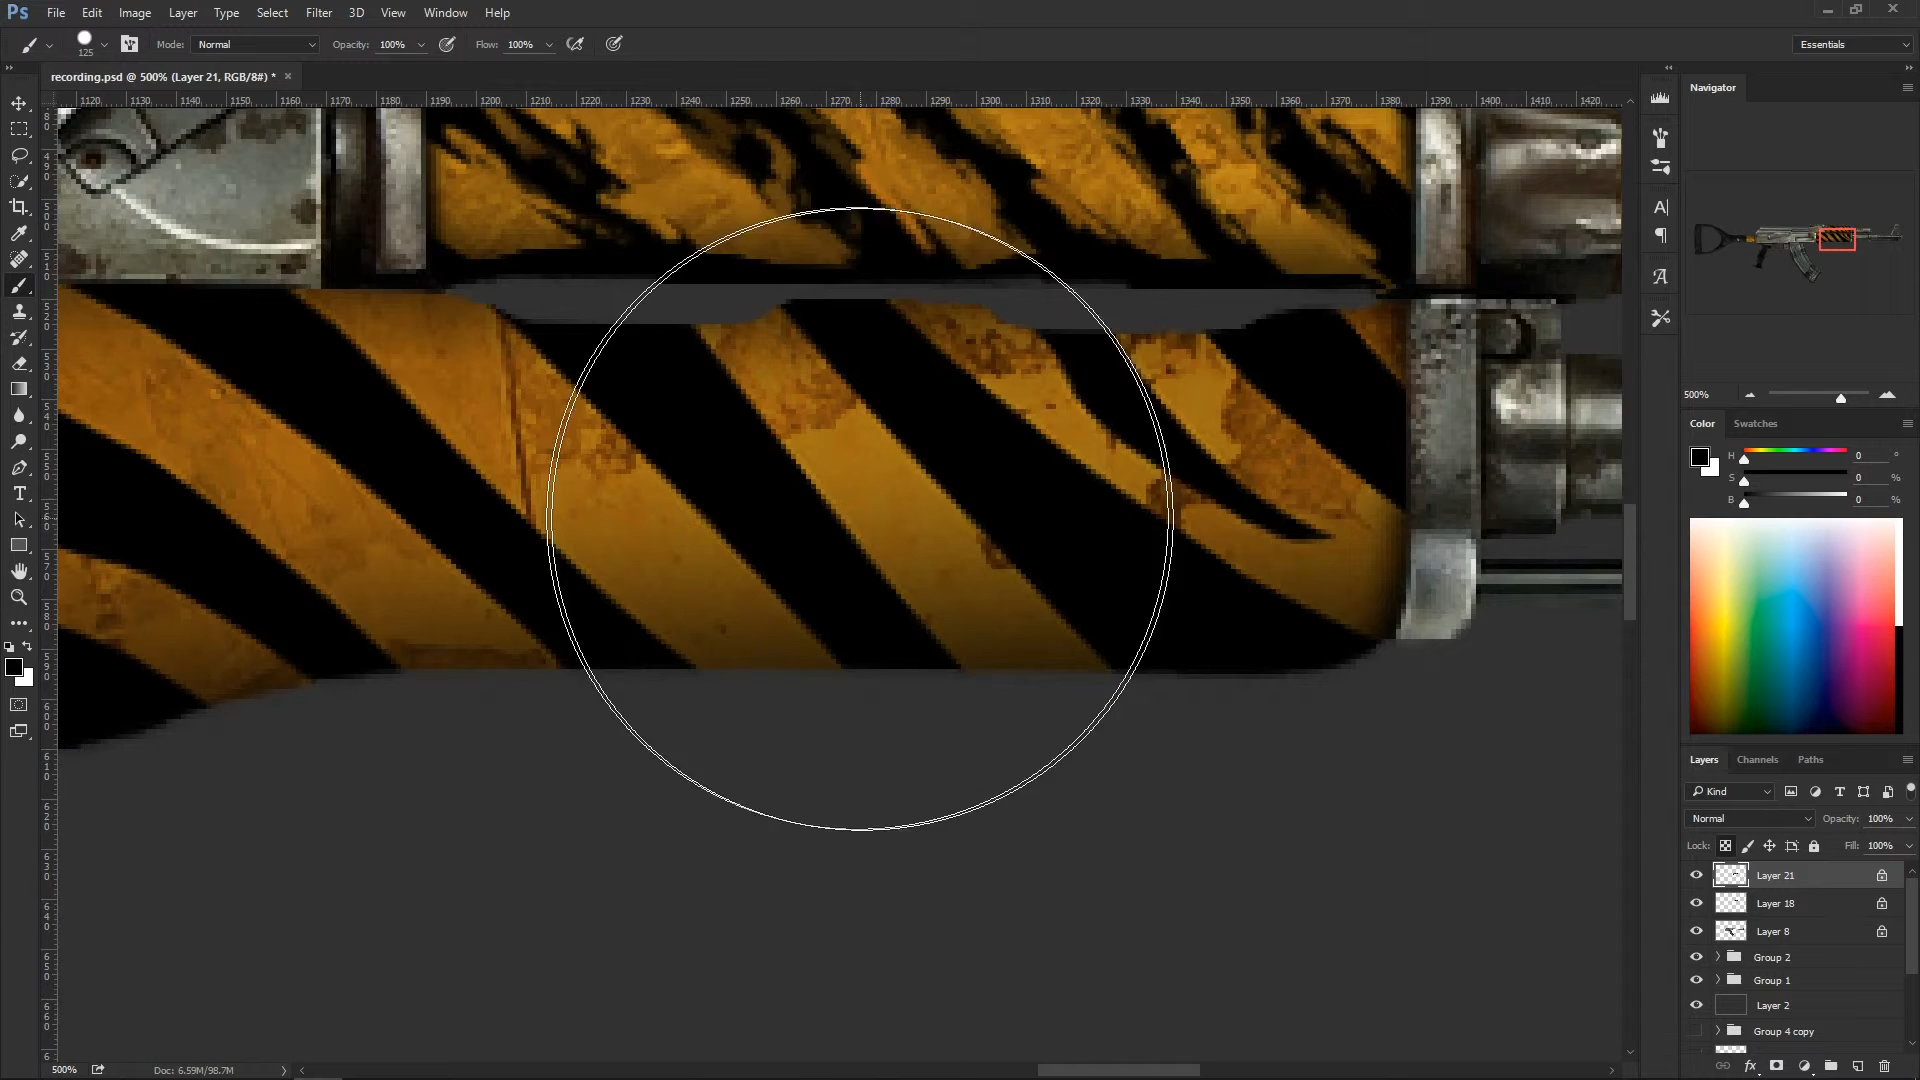 Ps File Edit Image Layer Type Select Filter 3D View Window Help
125 Mode: Normal Opacity: 100% Flow: 100% Essentials
recording.psd @ 500% (Layer 21, RGB/8#) * ×
1120 1130 1140 1150 1160 1170 1180 1190 1200 1210 1220 1230 1240 1250 1260 1270 1280 1290 1300 1310 1320 1330 1340 1350 1360 1370 1380 1390 1400 1410 1420
Navigator
500%
Color Swatches
H 0 °
S 0 %
B 0 %
Layers Channels Paths
Kind
Normal Opacity: 100%
Lock: Fill: 100%
Layer 21
Layer 18
Layer 8
Group 2
Group 1
Layer 2
Group 4 copy
fx
500% Doc: 6.59M/98.7M